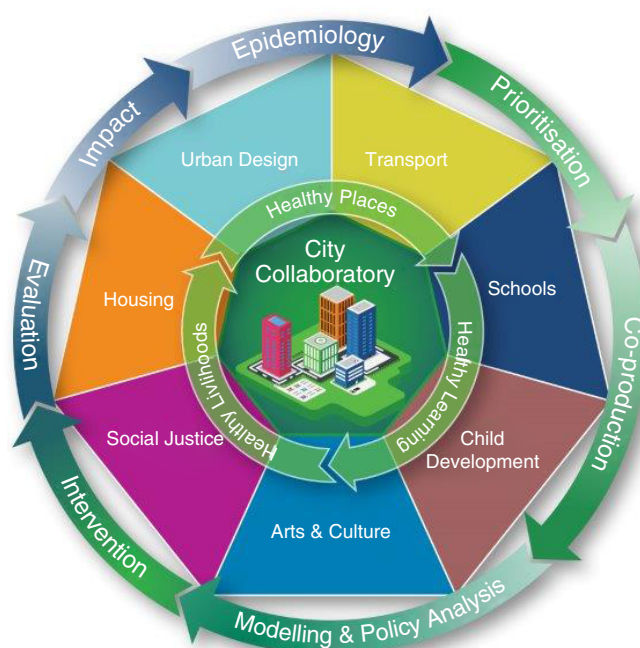 Epidemiology
Prioritisation
Co-production
Modelling & Policy Analysis
Intervention
Evaluation
Impact
Urban Design
Transport
Schools
Child
Development
Arts & Culture
Social Justice
Housing
Healthy Places
Healthy Learning
Healthy Livlihoods
City
Collaboratory